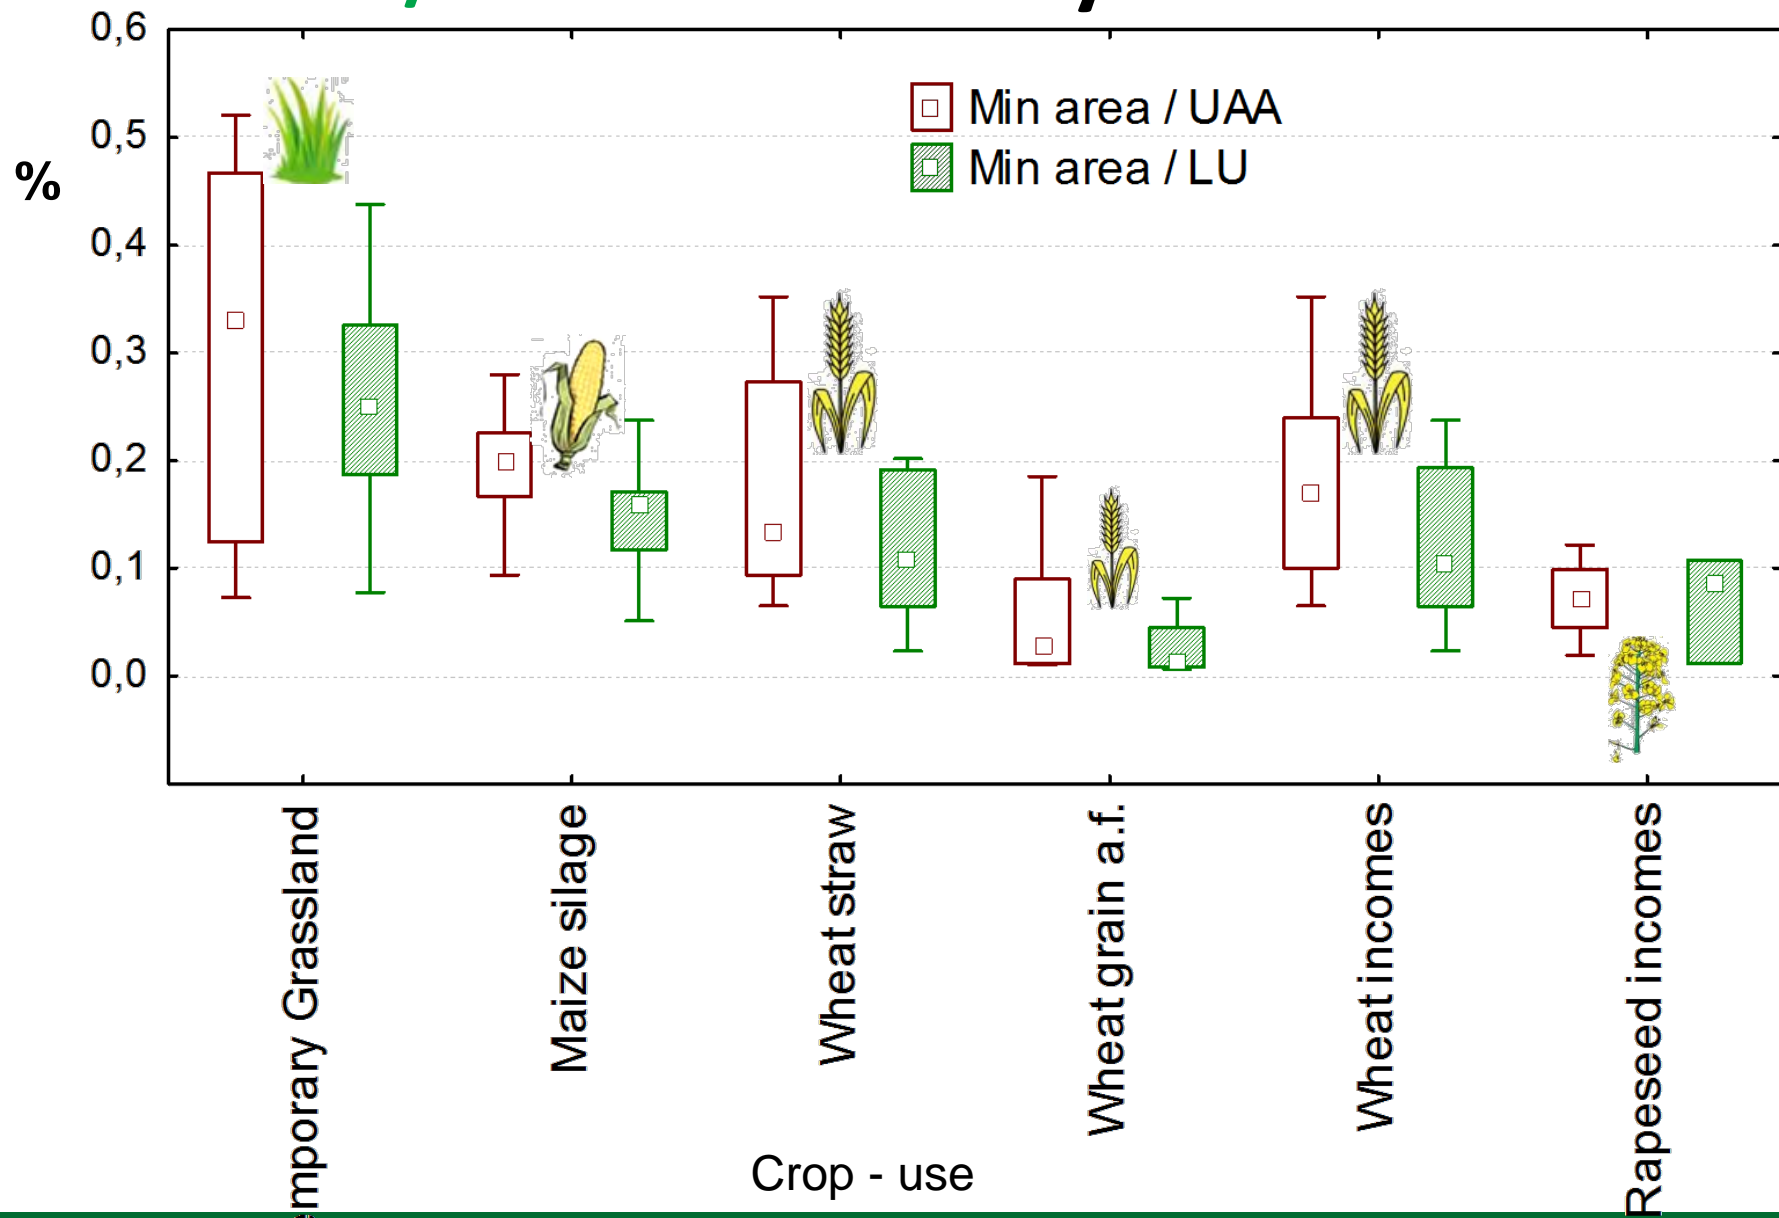 0,6
0,5
0,4
0,3
0,2
0,1
0,0
%
Min area / UAA
Min area / LU
Grassland
Maize silage
Wheat straw
Wheat grain a.f.
Wheat incomes
Rapeseed incomes
Crop - use